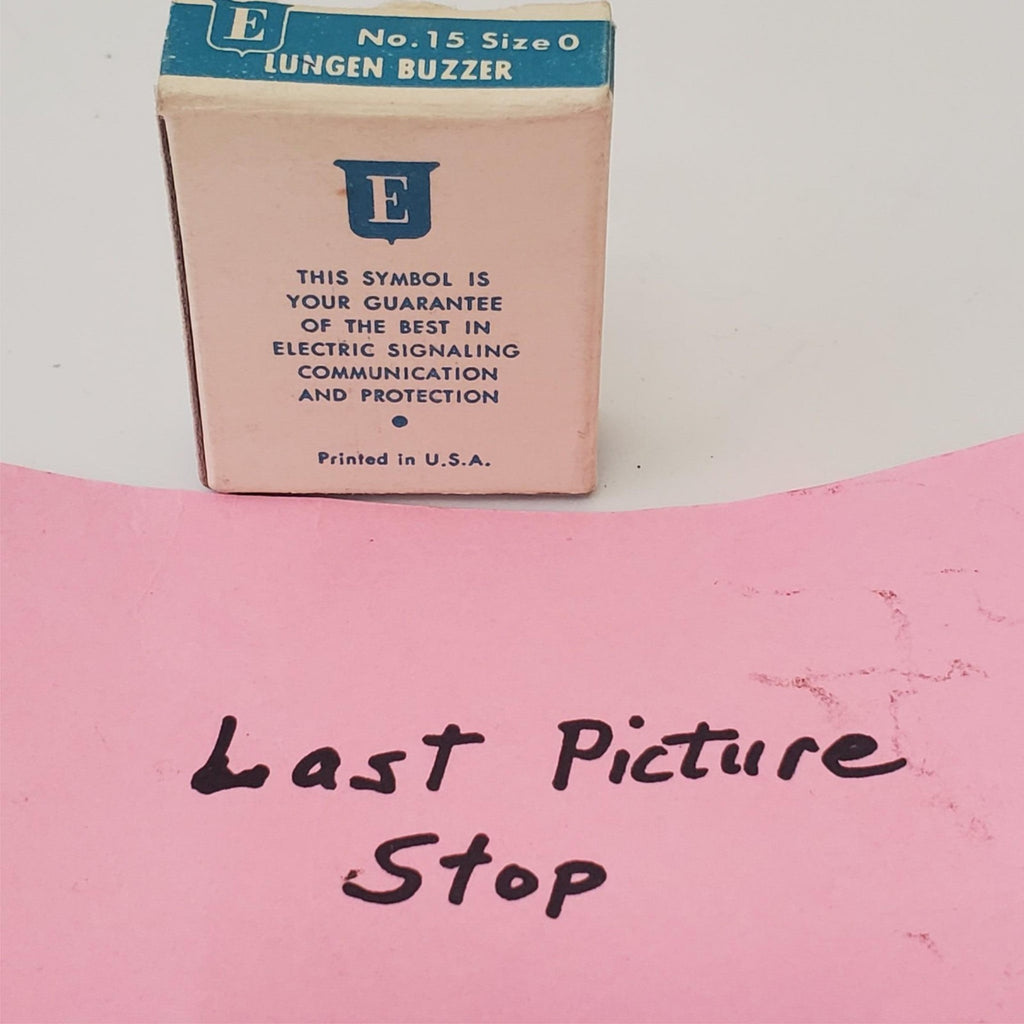 E
No.15 Size 0
LUNGEN BUZZER
E
THIS SYMBOL IS
YOUR GUARANTEE
OF THE BEST IN
ELECTRIC SIGNALING
COMMUNICATION
AND PROTECTION
Printed in U.S.A.
Last Picture
Stop